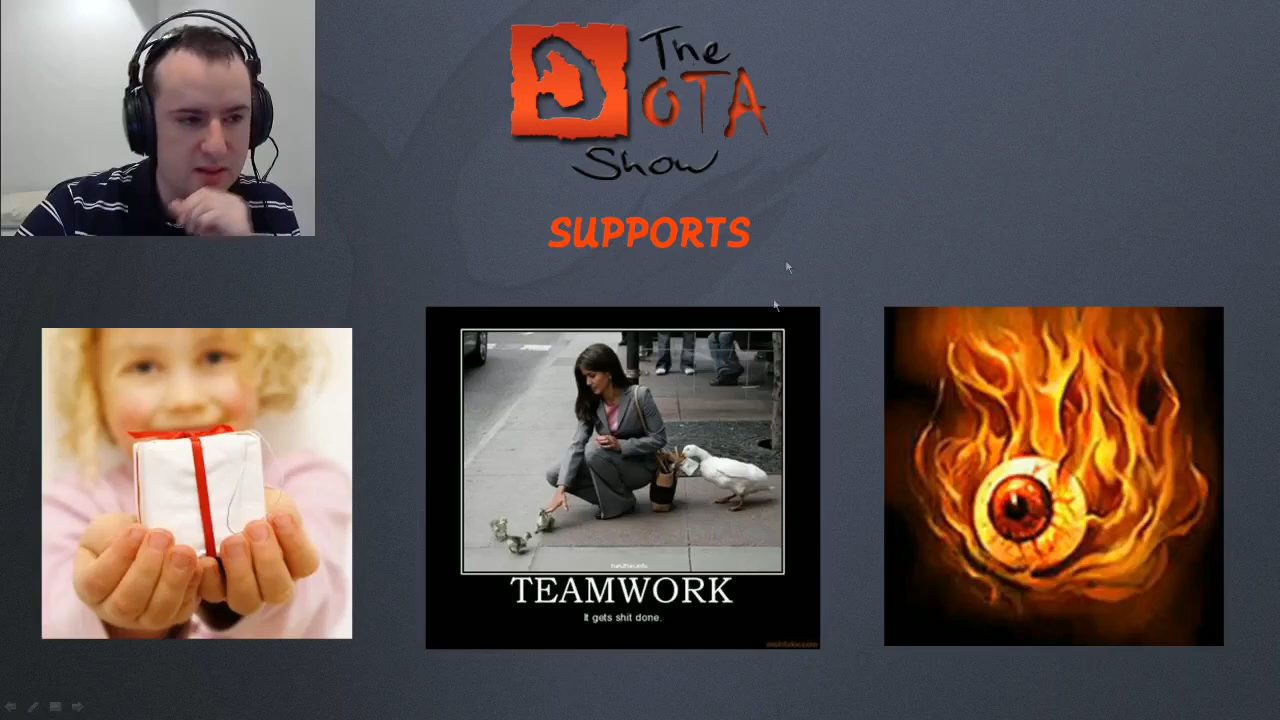 The
DOTA
Show
SUPPORTS
TEAMWORK
It gets shit done.